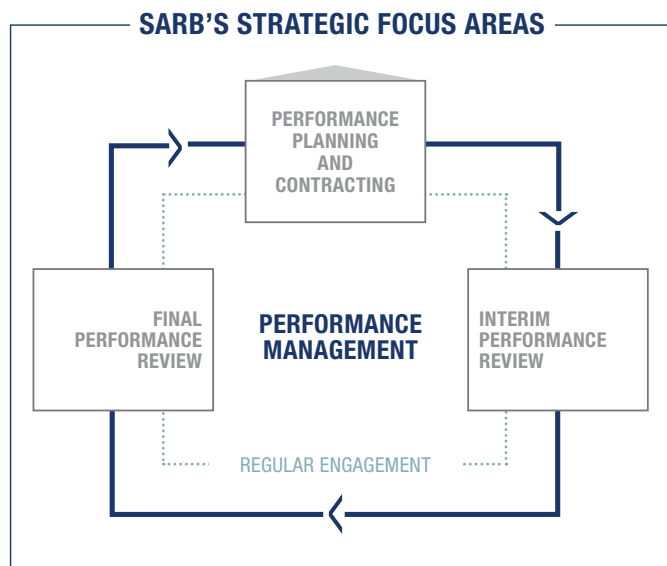 SARB'S STRATEGIC FOCUS AREAS
PERFORMANCE
PLANNING
AND
CONTRACTING
FINAL
PERFORMANCE
REVIEW
PERFORMANCE
MANAGEMENT
INTERIM
PERFORMANCE
REVIEW
REGULAR ENGAGEMENT